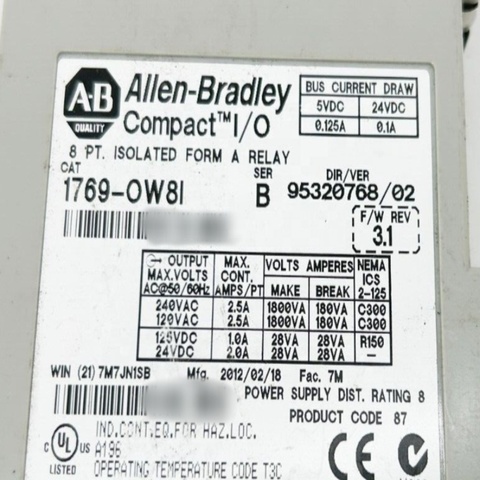 A-B
QUALITY
Allen-Bradley
Compact™ I/O
BUS CURRENT DRAW
5VDC 24VDC
0.125A 0.1A
8 PT. ISOLATED FORM A RELAY
CAT SER DIR/VER
1769-OW8I B 95320768/02
F/W REV
3.1
OUTPUT MAX. VOLTS AMPERES NEMA
MAX.VOLTS CONT. ICS
AC@50/60Hz AMPS/PT MAKE BREAK 2-125
240VAC 2.5A 1800VA 180VA C300
120VAC 2.5A 1800VA 180VA C300
125VDC 1.0A 28VA 28VA R150
24VDC 2.0A 28VA 28VA —
WIN (21) 7M7JN1SB Mfg. 2012/02/18 Fac. 7M
POWER SUPPLY DIST. RATING 8
PRODUCT CODE 87
IND.CONT.EQ.FOR HAZ.LOC.
C UL US A196
LISTED OPERATING TEMPERATURE CODE T3C
CE